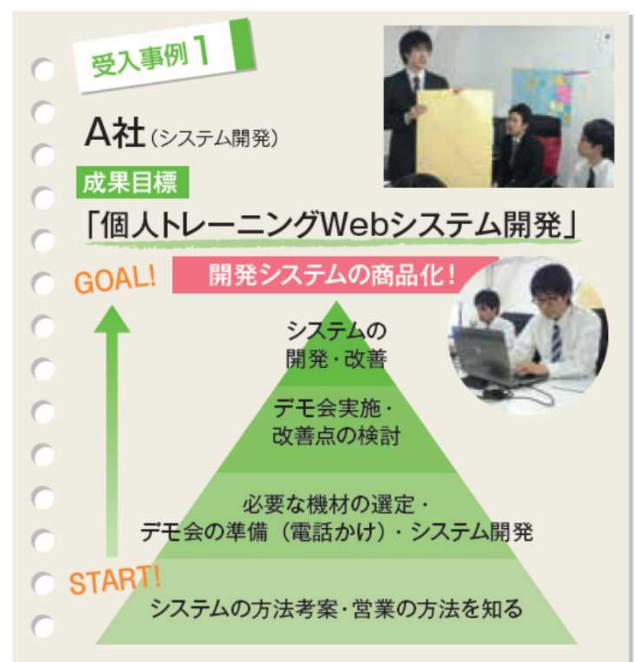 受入事例1
A社(システム開発)
成果目標
「個人トレーニングWebシステム開発」
GOAL!
開発システムの商品化!
システムの
開発・改善
デモ会実施・
改善点の検討
必要な機材の選定・
デモ会の準備(電話かけ)・システム開発
START!
システムの方法考案・営業の方法を知る